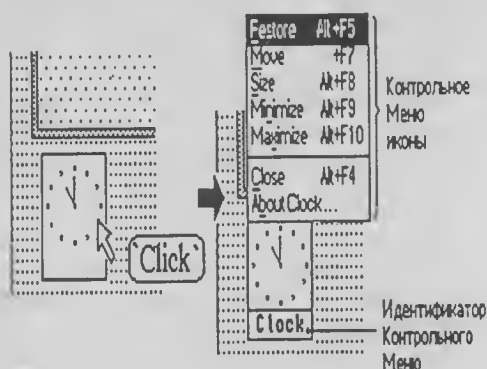 Restore Alt+F5
Move +F7
Size Alt+F8
Minimize Alt+F9
Maximize Alt+F10
Close Alt+F4
About Clock...
Контрольное
Меню
иконы
Click
Clock
Идентификатор
Контрольного
Меню